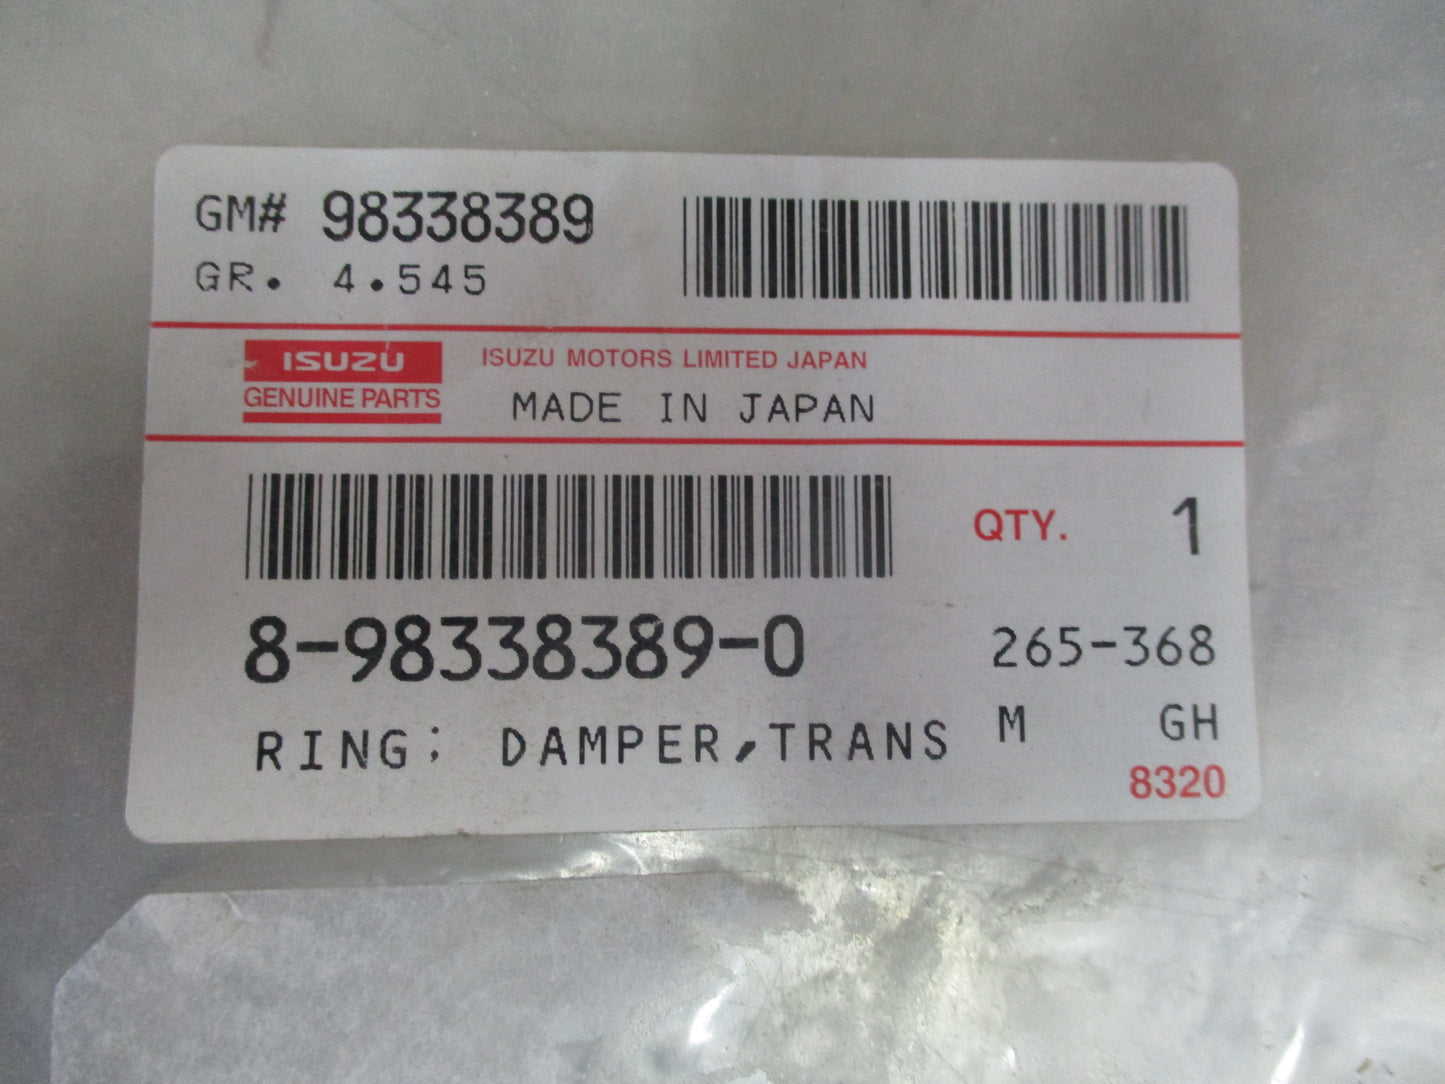 GM# 98338389
GR. 4.545
ISUZU
GENUINE PARTS
ISUZU MOTORS LIMITED JAPAN
MADE IN JAPAN
QTY. 1
8-98338389-0
265-368
RING; DAMPER,TRANS
M GH
8320